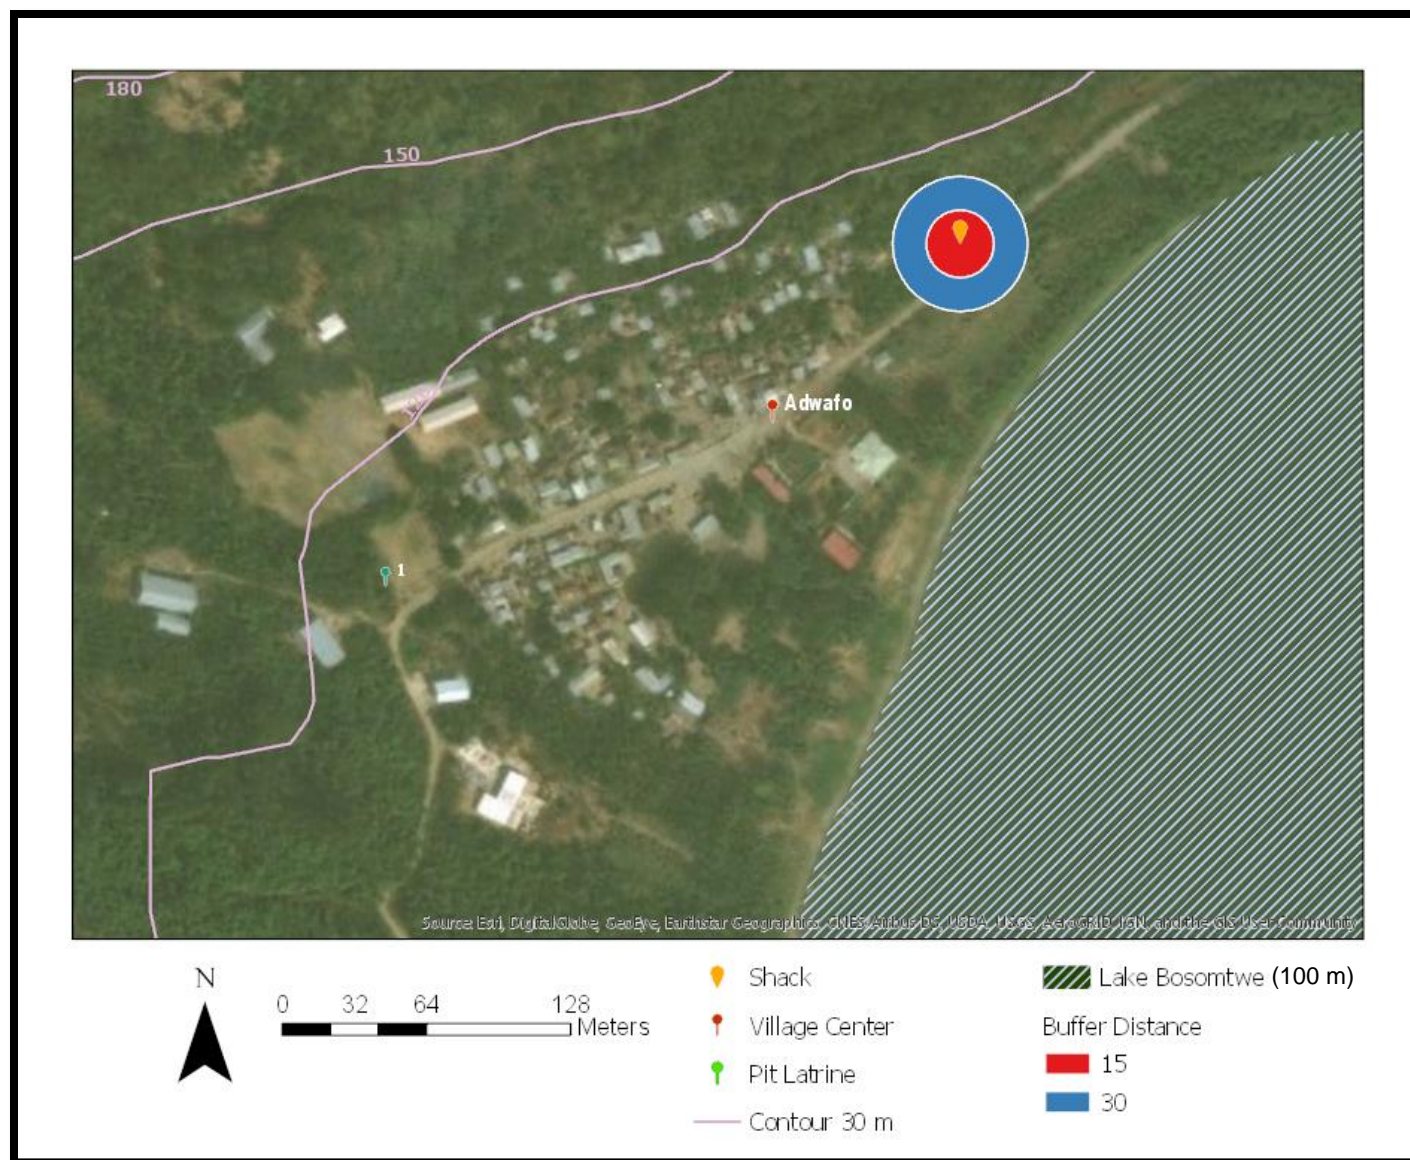 180
150
Adwafo
1
Source: Esri, DigitalGlobe, GeoEye, Earthstar Geographics, CNES/Airbus DS, USDA, USGS, AeroGRID, IGN, and the GIS User Community
N
0 32 64 128
Meters
Shack
Village Center
Pit Latrine
Contour 30 m
Lake Bosomtwe (100 m)
Buffer Distance
15
30